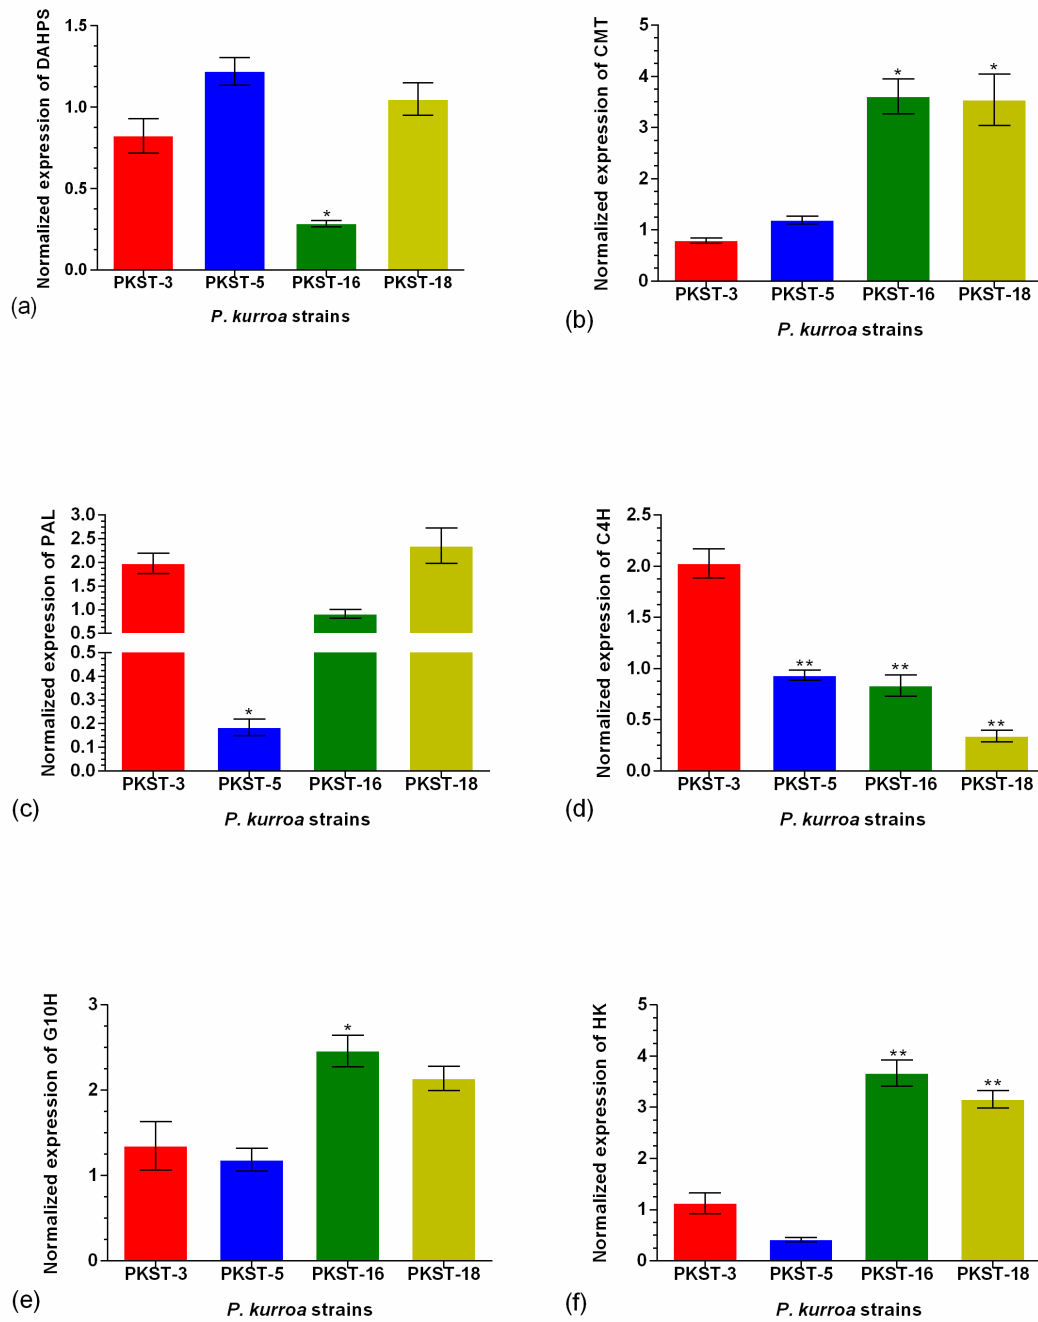 Normalized expression of DAHPS
1.5
1.0
0.5
0.0
*
PKST-3 PKST-5 PKST-16 PKST-18
(a)
P. kurroa strains
Normalized expression of CMT
5
4
3
2
1
0
* *
PKST-3 PKST-5 PKST-16 PKST-18
(b)
P. kurroa strains
Normalized expression of PAL
3.0
2.5
2.0
1.5
1.0
0.5
0.5
0.4
0.3
0.2
0.1
0.0
*
PKST-3 PKST-5 PKST-16 PKST-18
(c)
P. kurroa strains
Normalized expression of C4H
2.5
2.0
1.5
1.0
0.5
0.0
** ** **
PKST-3 PKST-5 PKST-16 PKST-18
(d)
P. kurroa strains
Normalized expression of G10H
3
2
1
0
*
PKST-3 PKST-5 PKST-16 PKST-18
(e)
P. kurroa strains
Normalized expression of HK
5
4
3
2
1
0
** **
PKST-3 PKST-5 PKST-16 PKST-18
(f)
P. kurroa strains